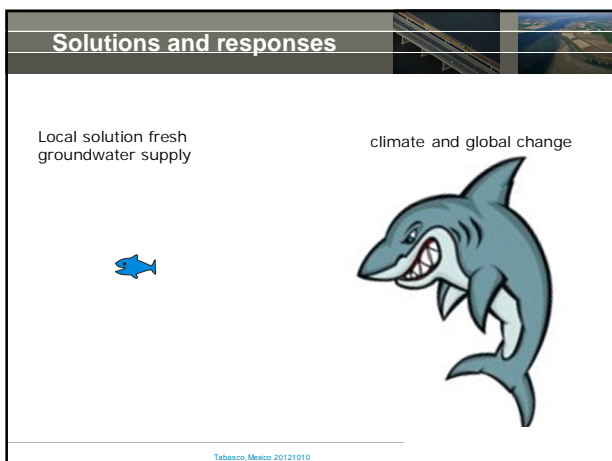 Solutions and responses
Local solution fresh
groundwater supply
climate and global change
Tabasco, Mexico 20121010